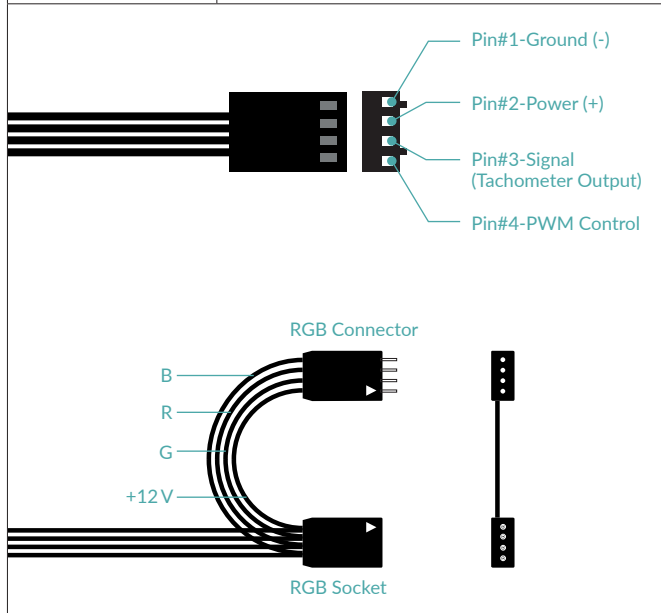 Pin#1-Ground (-)
Pin#2-Power (+)
Pin#3-Signal
(Tachometer Output)
Pin#4-PWM Control
RGB Connector
B
R
G
+12 V
RGB Socket